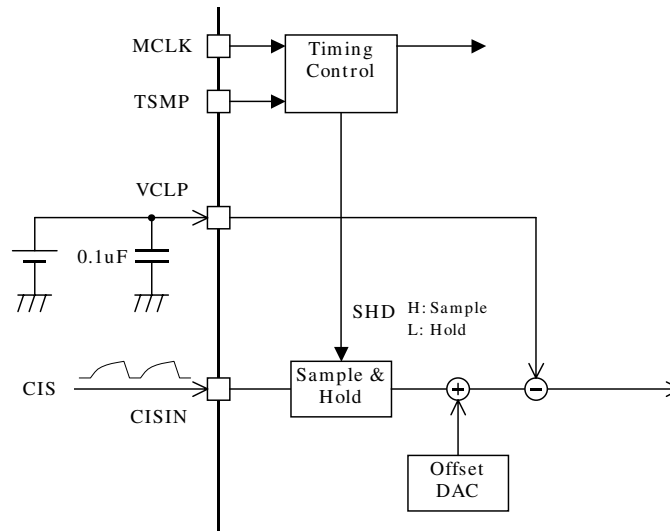 MCLK
Timing
Control
TSMP
VCLP
0.1uF
SHD
H: Sample
L: Hold
CIS
CISIN
Sample &
Hold
+
-
Offset
DAC